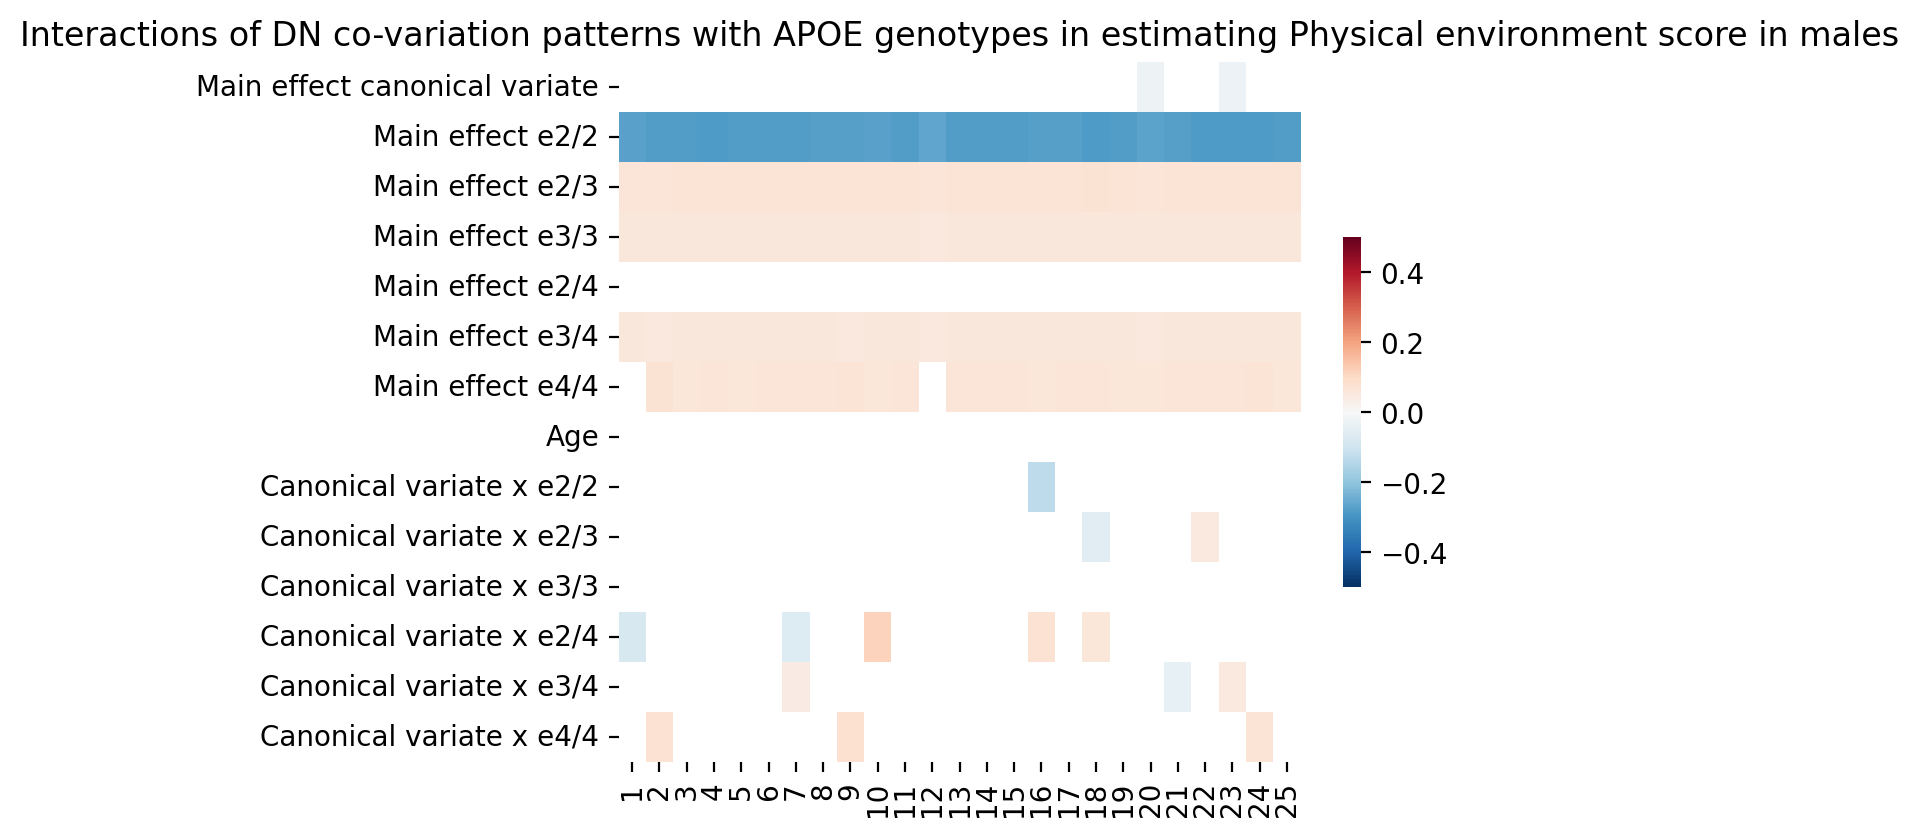 Interactions of DN co-variation patterns with APOE genotypes in estimating Physical environment score in males
Main effect canonical variate
Main effect e2/2
Main effect e2/3
Main effect e3/3
Main effect e2/4
Main effect e3/4
Main effect e4/4
Age
Canonical variate x e2/2
Canonical variate x e2/3
Canonical variate x e3/3
Canonical variate x e2/4
Canonical variate x e3/4
Canonical variate x e4/4
1 2 3 4 5 6 7 8 9 10 11 12 13 14 15 16 17 18 19 20 21 22 23 24 25
0.4
0.2
0.0
−0.2
−0.4